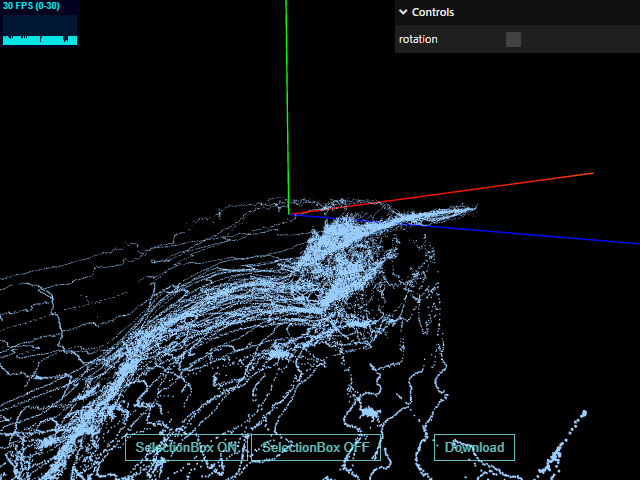 30 FPS (0-30)
Controls
rotation
SelectionBox ON
SelectionBox OFF
Download